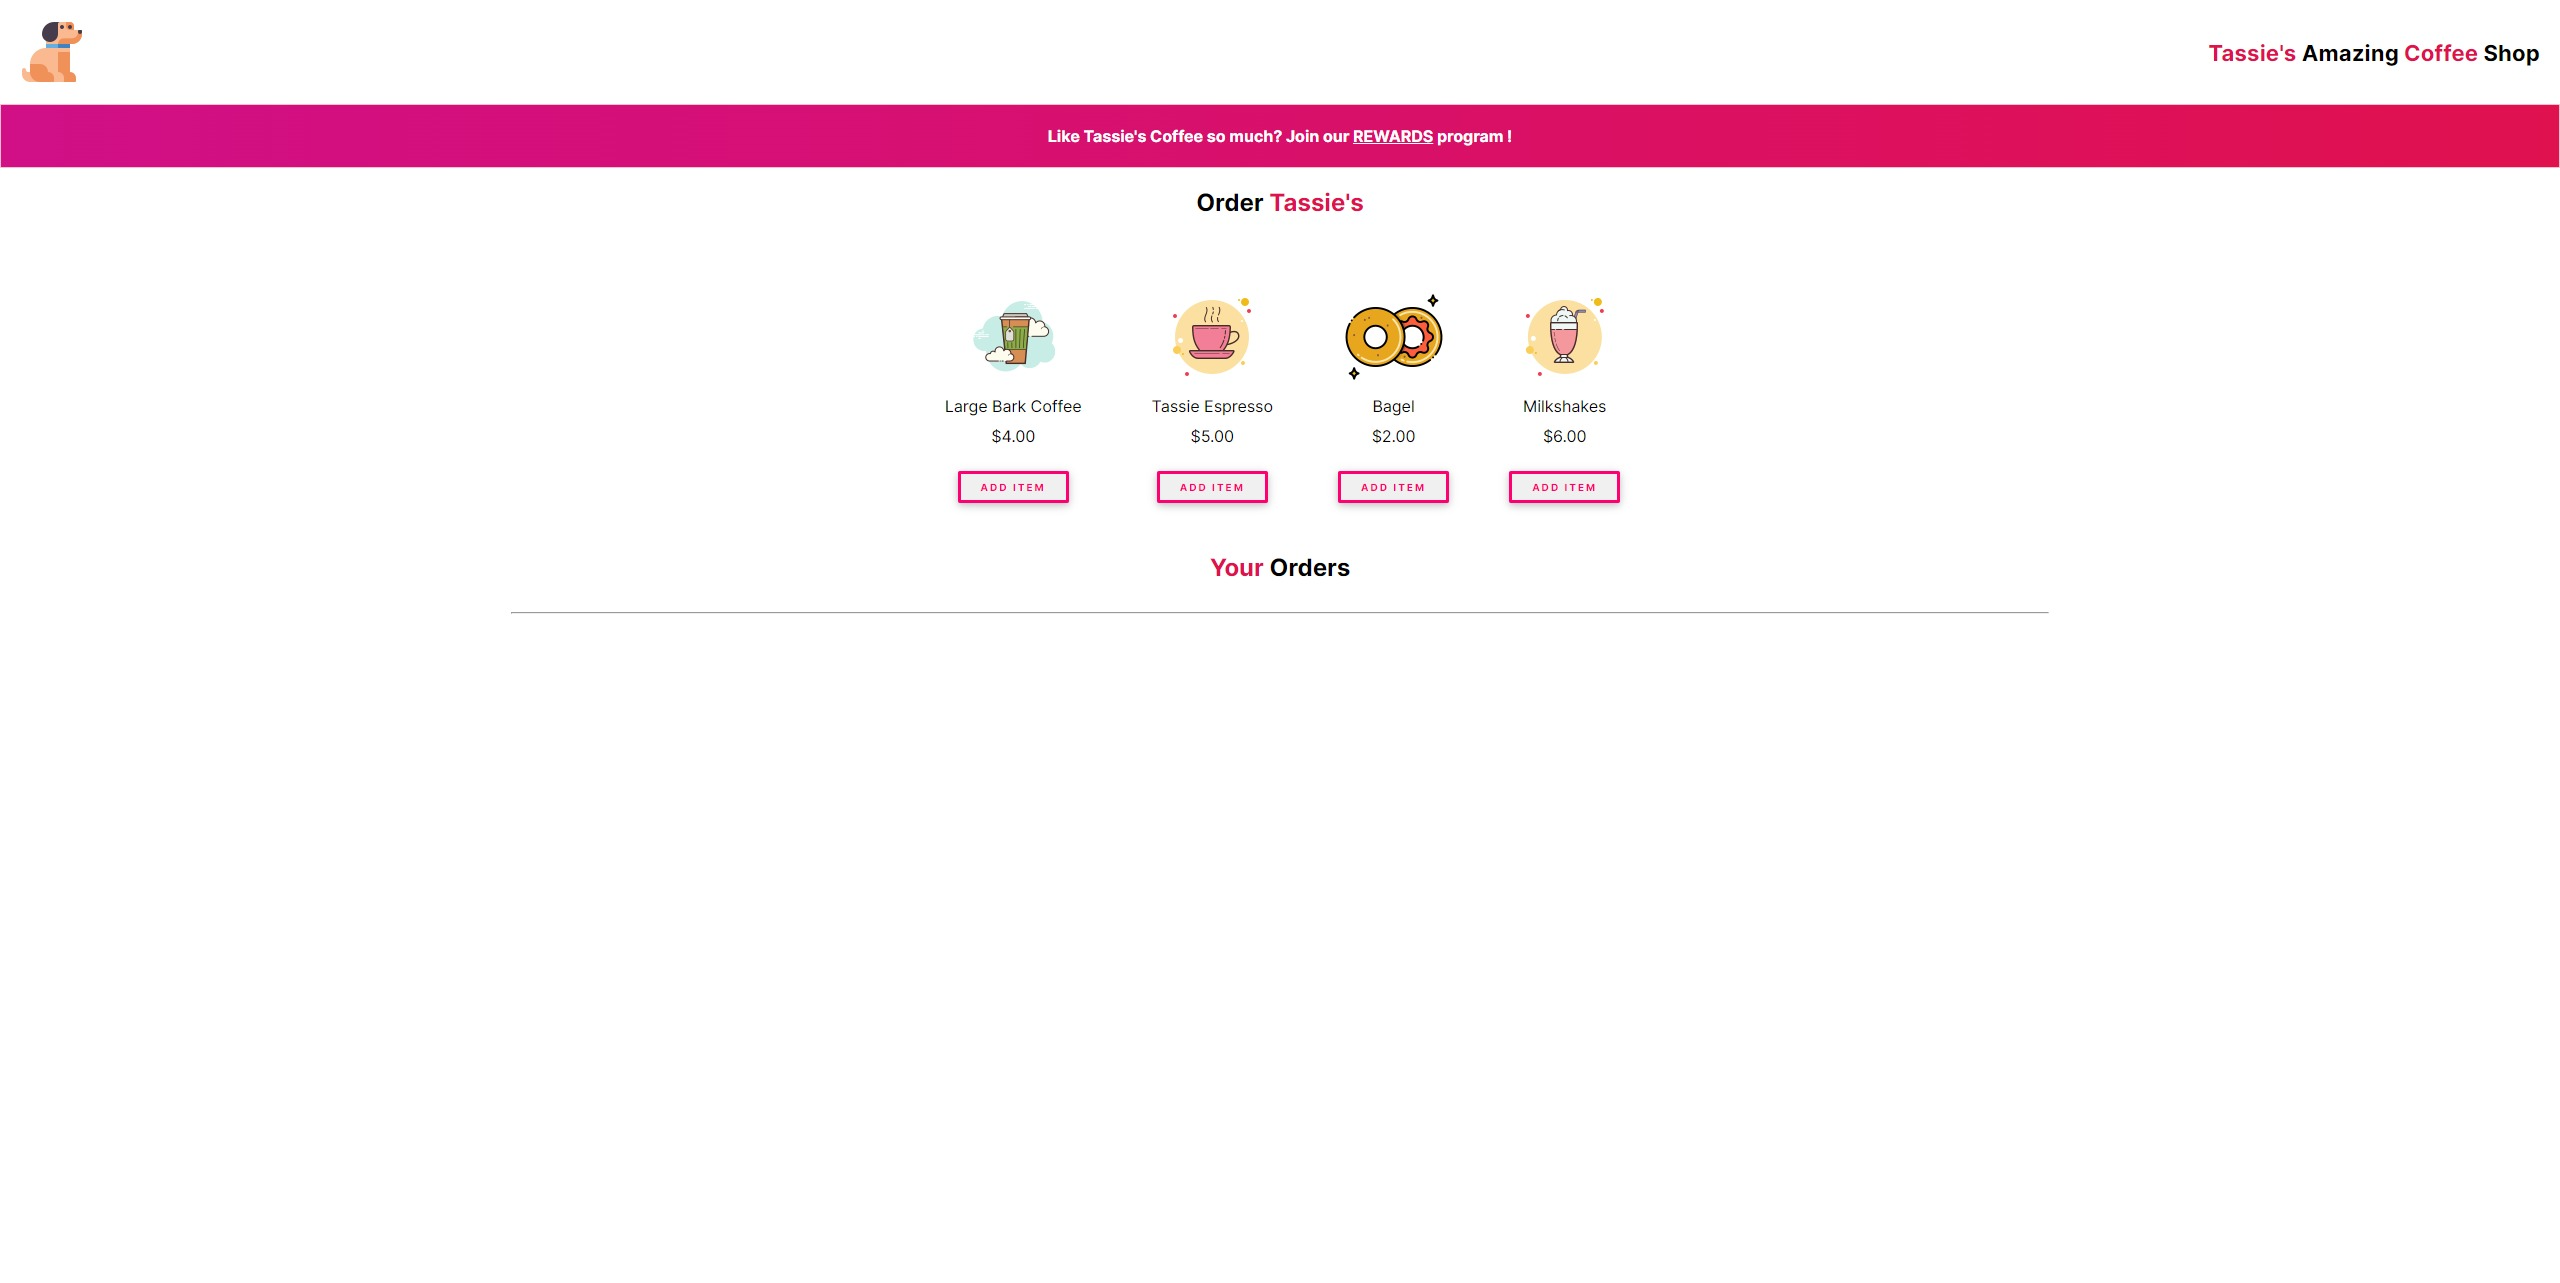 Tassie's Amazing Coffee Shop
Like Tassie's Coffee so much? Join our REWARDS program !
Order Tassie's
Large Bark Coffee
$4.00
ADD ITEM
Tassie Espresso
$5.00
ADD ITEM
Bagel
$2.00
ADD ITEM
Milkshakes
$6.00
ADD ITEM
Your Orders